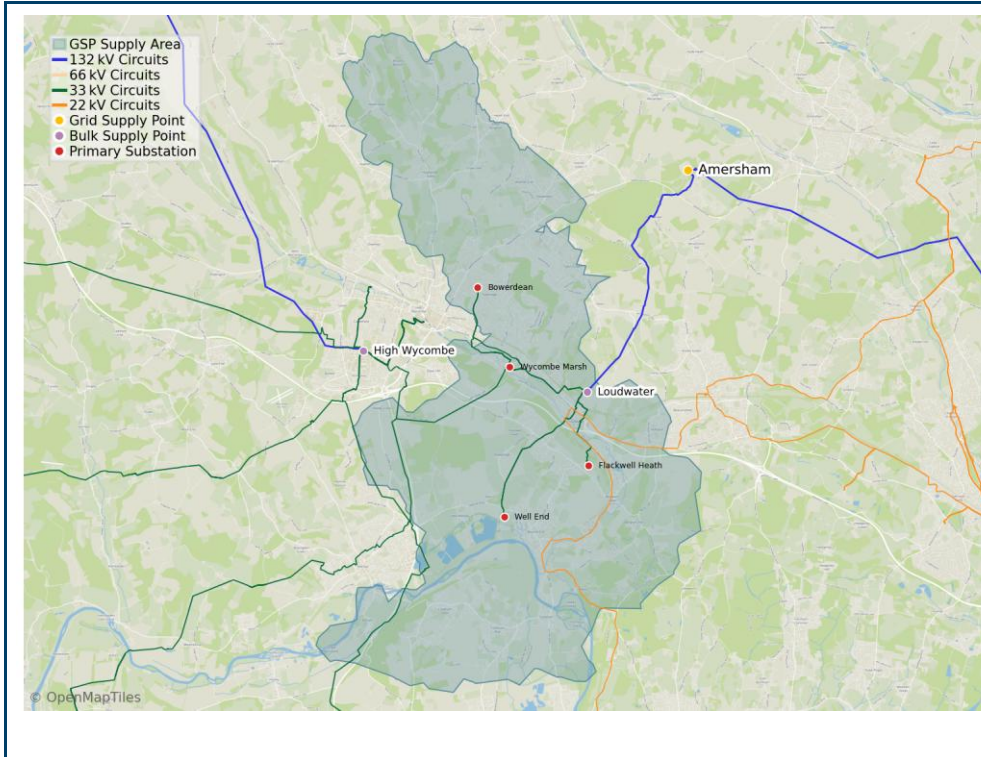 GSP Supply Area
132 kV Circuits
66 kV Circuits
33 kV Circuits
22 kV Circuits
Grid Supply Point
Bulk Supply Point
Primary Substation
Amersham
Bowerdean
High Wycombe
Wycombe Marsh
Loudwater
Flackwell Heath
Well End
© OpenMapTiles